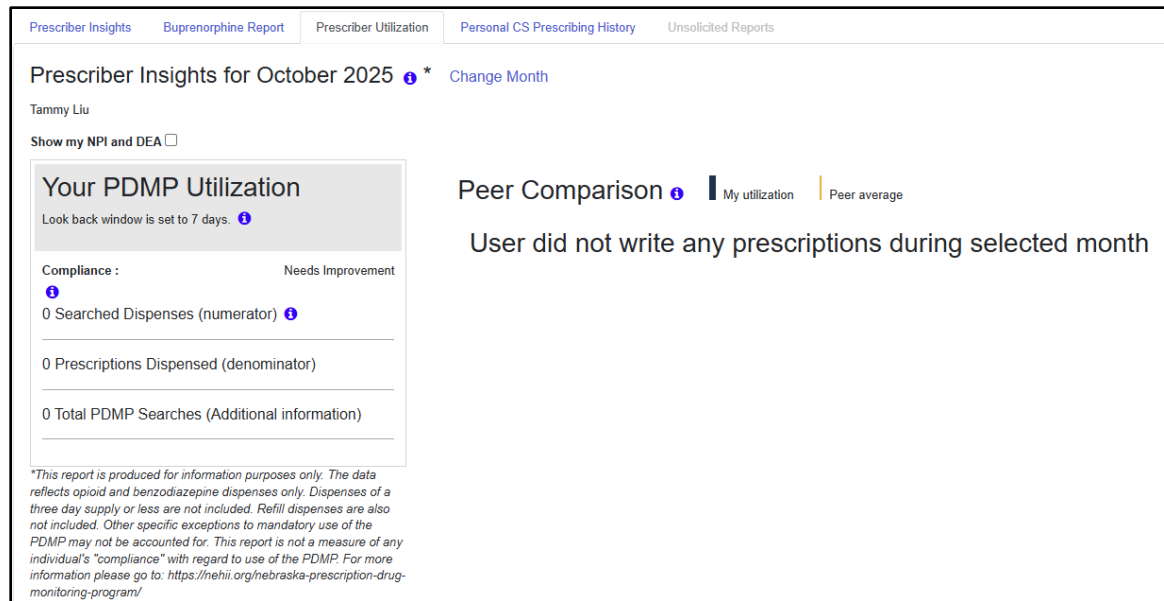 Prescriber Insights Buprenorphine Report Prescriber Utilization Personal CS Prescribing History Unsolicited Reports
Prescriber Insights for October 2025 * Change Month
Tammy Liu
Show my NPI and DEA
Your PDMP Utilization
Look back window is set to 7 days.
Compliance : Needs Improvement
0 Searched Dispenses (numerator)
0 Prescriptions Dispensed (denominator)
0 Total PDMP Searches (Additional information)
*This report is produced for information purposes only. The data
reflects opioid and benzodiazepine dispenses only. Dispenses of a
three day supply or less are not included. Refill dispenses are also
not included. Other specific exceptions to mandatory use of the
PDMP may not be accounted for. This report is not a measure of any
individual's "compliance" with regard to use of the PDMP. For more
information please go to: https://nehii.org/nebraska-prescription-drug-
monitoring-program/
Peer Comparison My utilization Peer average
User did not write any prescriptions during selected month